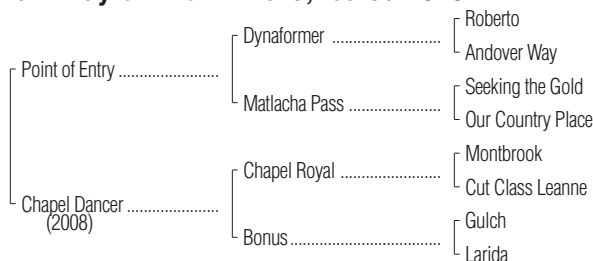 Roberto
Dynaformer
Andover Way
Point of Entry
Seeking the Gold
Matlacha Pass
Our Country Place
Montbrook
Chapel Royal
Cut Class Leanne
Chapel Dancer
(2008)
Gulch
Bonus
Larida